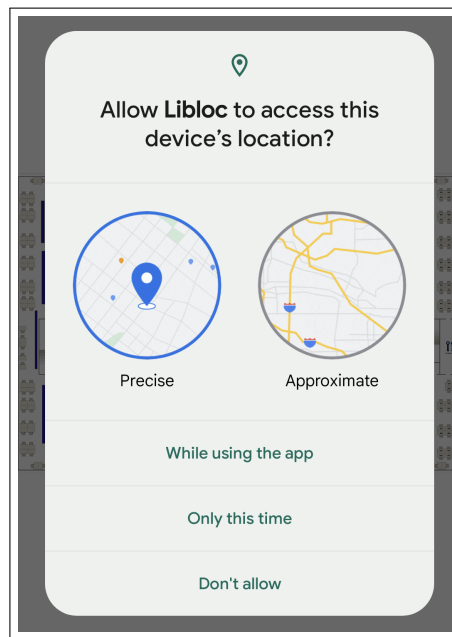 Allow Libloc to access this
device’s location?
Precise
Approximate
While using the app
Only this time
Don't allow